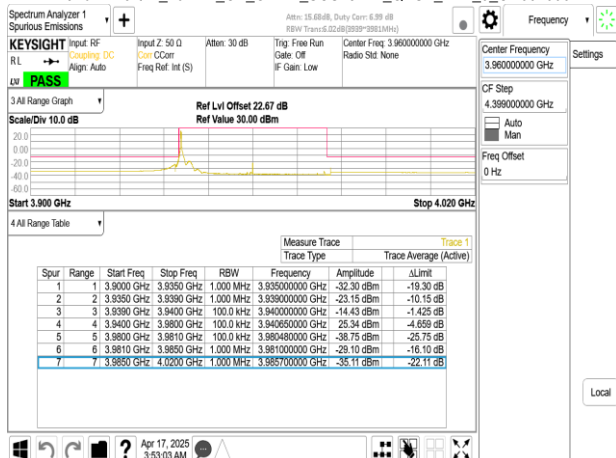 Spectrum Analyzer 1
Spurious Emissions
Attn: 15.68dB, Duty Corr: 6.99 dB
RBW Trans:6.02dB(3939~3981MHz)
Frequency
KEYSIGHT
Input: RF
Input Z: 50 Ω
Atten: 30 dB
Trig: Free Run
Center Freq: 3.960000000 GHz
RL
Coupling: DC
Corr CCorr
Gate: Off
Radio Std: None
Align: Auto
Freq Ref: Int (S)
IF Gain: Low
LXI
PASS
3 All Range Graph
Ref Lvl Offset 22.67 dB
Scale/Div 10.0 dB
Ref Value 30.00 dBm
20.0
0.00
-20.0
-40.0
-60.0
Start 3.900 GHz
Stop 4.020 GHz
4 All Range Table
Measure Trace Trace 1
Trace Type Trace Average (Active)
Spur Range Start Freq Stop Freq RBW Frequency Amplitude ΔLimit
1 1 3.9000 GHz 3.9350 GHz 1.000 MHz 3.935000000 GHz -32.30 dBm -19.30 dB
2 2 3.9350 GHz 3.9390 GHz 1.000 MHz 3.939000000 GHz -23.15 dBm -10.15 dB
3 3 3.9390 GHz 3.9400 GHz 100.0 kHz 3.940000000 GHz -14.43 dBm -1.425 dB
4 4 3.9400 GHz 3.9800 GHz 100.0 kHz 3.940650000 GHz 25.34 dBm -4.659 dB
5 5 3.9800 GHz 3.9810 GHz 100.0 kHz 3.980480000 GHz -38.75 dBm -25.75 dB
6 6 3.9810 GHz 3.9850 GHz 1.000 MHz 3.981000000 GHz -29.10 dBm -16.10 dB
7 7 3.9850 GHz 4.0200 GHz 1.000 MHz 3.985700000 GHz -35.11 dBm -22.11 dB
Center Frequency
3.960000000 GHz
Settings
CF Step
4.399000000 GHz
Auto
Man
Freq Offset
0 Hz
Local
Apr 17, 2025
3:53:03 AM